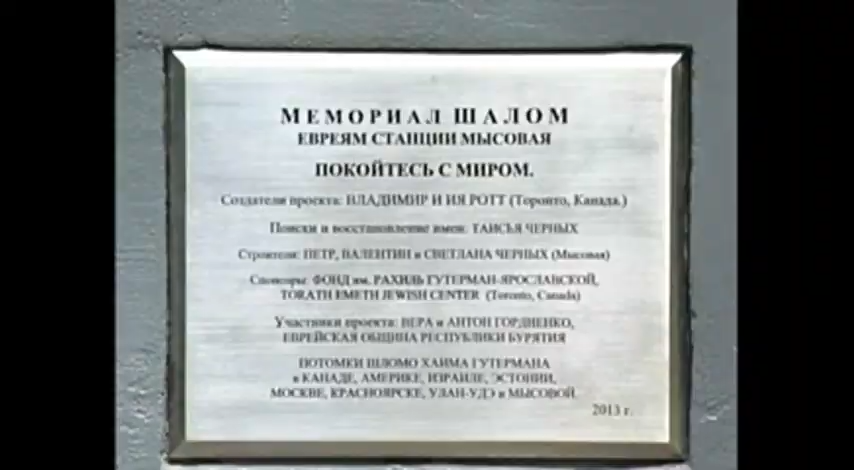 МЕМОРИАЛ ШАЛОМ
ЕВРЕЯМ СТАНЦИИ МЫСОВАЯ
ПОКОЙТЕСЬ С МИРОМ.
Создатели проекта: ВЛАДИМИР И ИЯ РОТТ (Торонто, Канада.)
Поиски и восстановление имен: ТАИСЬЯ ЧЕРНЫХ
Строители: ПЕТР, ВАЛЕНТИН и СВЕТЛАНА ЧЕРНЫХ (Мысовая)
Спонсоры: ФОНД им. РАХИЛЬ ГУТЕРМАН-ЯРОСЛАВСКОЙ,
TORATH EMETH JEWISH CENTER (Toronto, Canada)
Участники проекта: ВЕРА и АНТОН ГОРДИЕНКО,
ЕВРЕЙСКАЯ ОБЩИНА РЕСПУБЛИКИ БУРЯТИЯ
ПОТОМКИ ШЛОМО ХАИМА ГУТЕРМАНА
в КАНАДЕ, АМЕРИКЕ, ИЗРАИЛЕ, ЭСТОНИИ,
МОСКВЕ, КРАСНОЯРСКЕ, УЛАН-УДЭ и МЫСОВОЙ
2013 г.